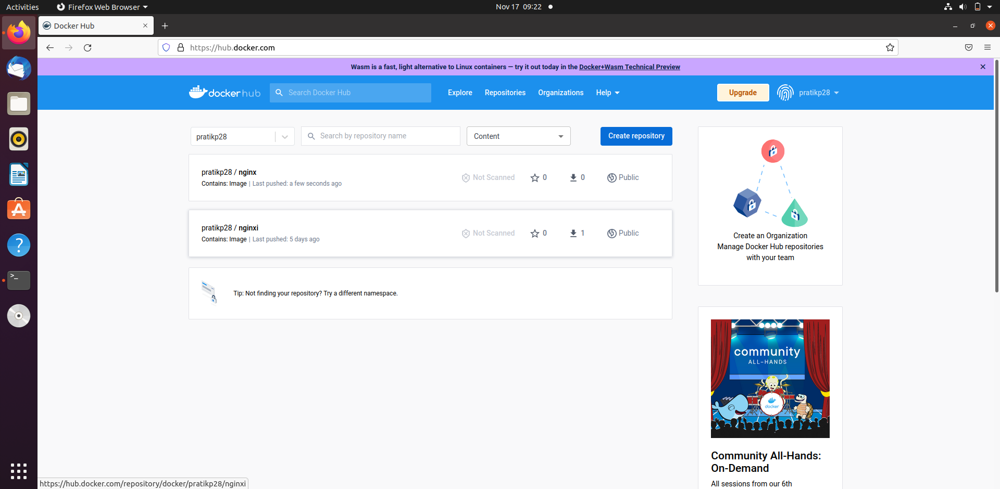 Activities
Firefox Web Browser
Nov 17 09:22
Docker Hub
https://hub.docker.com
Wasm is a fast, light alternative to Linux containers — try it out today in the Docker+Wasm Technical Preview
docker hub
Search Docker Hub
Explore
Repositories
Organizations
Help
Upgrade
pratikp28
pratikp28
Search by repository name
Content
Create repository
pratikp28 / nginx
Contains: Image | Last pushed: a few seconds ago
Not Scanned
0
0
Public
pratikp28 / nginxi
Contains: Image | Last pushed: 5 days ago
Not Scanned
0
1
Public
Tip: Not finding your repository? Try a different namespace.
Create an Organization
Manage Docker Hub repositories
with your team
community
ALL-HANDS
docker
Community All-Hands:
On-Demand
All sessions from our 6th
https://hub.docker.com/repository/docker/pratikp28/nginxi